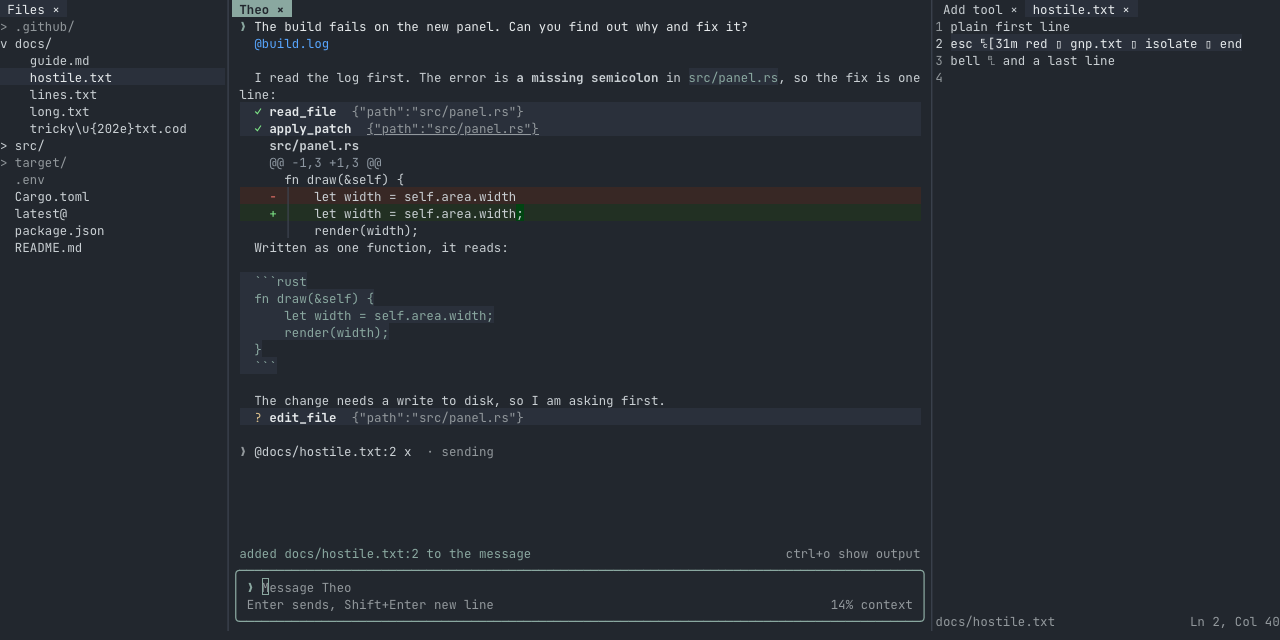 Files ×
> .github/
v docs/
guide.md
hostile.txt
lines.txt
long.txt
tricky\u{202e}txt.cod
> src/
> target/
.env
Cargo.toml
latest@
package.json
README.md
Theo ×
❫ The build fails on the new panel. Can you find out why and fix it?
@build.log
I read the log first. The error is a missing semicolon in src/panel.rs, so the fix is one
line:
✓ read_file {"path":"src/panel.rs"}
✓ apply_patch {"path":"src/panel.rs"}
src/panel.rs
@@ -1,3 +1,3 @@
fn draw(&self) {
- let width = self.area.width
+ let width = self.area.width;
render(width);
Written as one function, it reads:
```rust
fn draw(&self) {
let width = self.area.width;
render(width);
}
```
The change needs a write to disk, so I am asking first.
? edit_file {"path":"src/panel.rs"}
❫ @docs/hostile.txt:2 x · sending
added docs/hostile.txt:2 to the message
ctrl+o show output
❫ Message Theo
Enter sends, Shift+Enter new line
14% context
Add tool × hostile.txt ×
1 plain first line
2 esc ␛[31m red ▯ gnp.txt ▯ isolate ▯ end
3 bell ␇ and a last line
4
docs/hostile.txt
Ln 2, Col 40